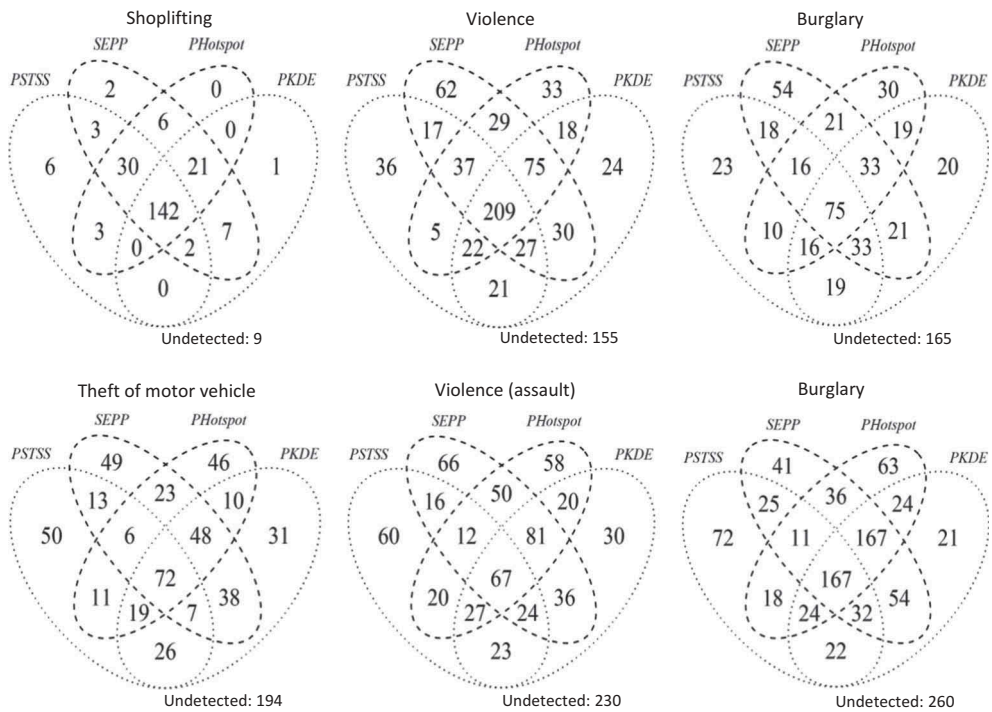 Shoplifting
SEPP PHotspot
PSTSS PKDE
2 0
3 6 0
6 30 21 1
142
3 0 2 7
0
Undetected: 9
Violence
SEPP PHotspot
PSTSS PKDE
62 33
17 29 18
36 37 75 24
209
5 22 27 30
21
Undetected: 155
Burglary
SEPP PHotspot
PSTSS PKDE
54 30
18 21 19
23 16 33 20
75
10 16 33 21
19
Undetected: 165
Theft of motor vehicle
SEPP PHotspot
PSTSS PKDE
49 46
13 23 10
50 6 48 31
72
11 19 7 38
26
Undetected: 194
Violence (assault)
SEPP PHotspot
PSTSS PKDE
66 58
16 50 20
60 12 81 30
67
20 27 24 36
23
Undetected: 230
Burglary
SEPP PHotspot
PSTSS PKDE
41 63
25 36 24
72 11 167 21
167
18 24 32 54
22
Undetected: 260